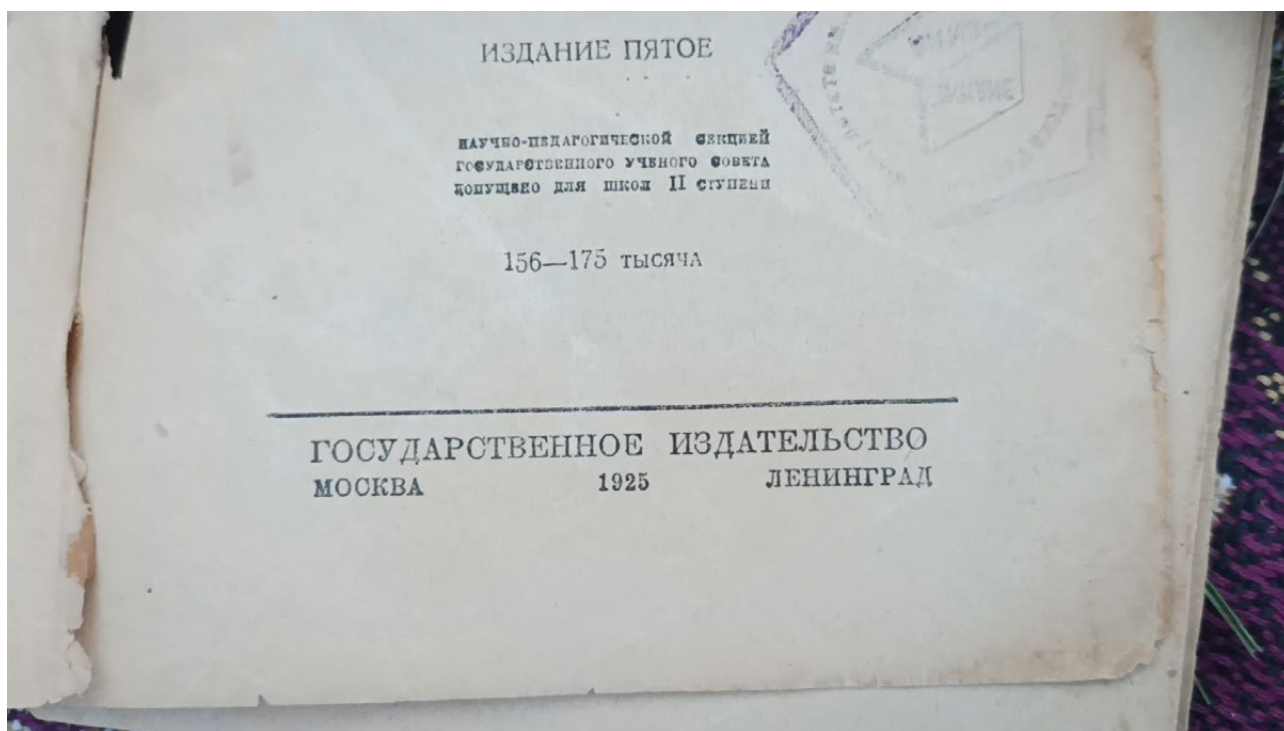 ИЗДАНИЕ ПЯТОЕ
НАУЧНО-ПЕДАГОГИЧЕСКОЙ СЕКЦИЕЙ
ГОСУДАРСТВЕННОГО УЧЕНОГО СОВЕТА
ДОПУЩЕНО ДЛЯ ШКОЛ II СТУПЕНИ
156—175 ТЫСЯЧА
ГОСУДАРСТВЕННОЕ ИЗДАТЕЛЬСТВО
МОСКВА 1925 ЛЕНИНГРАД